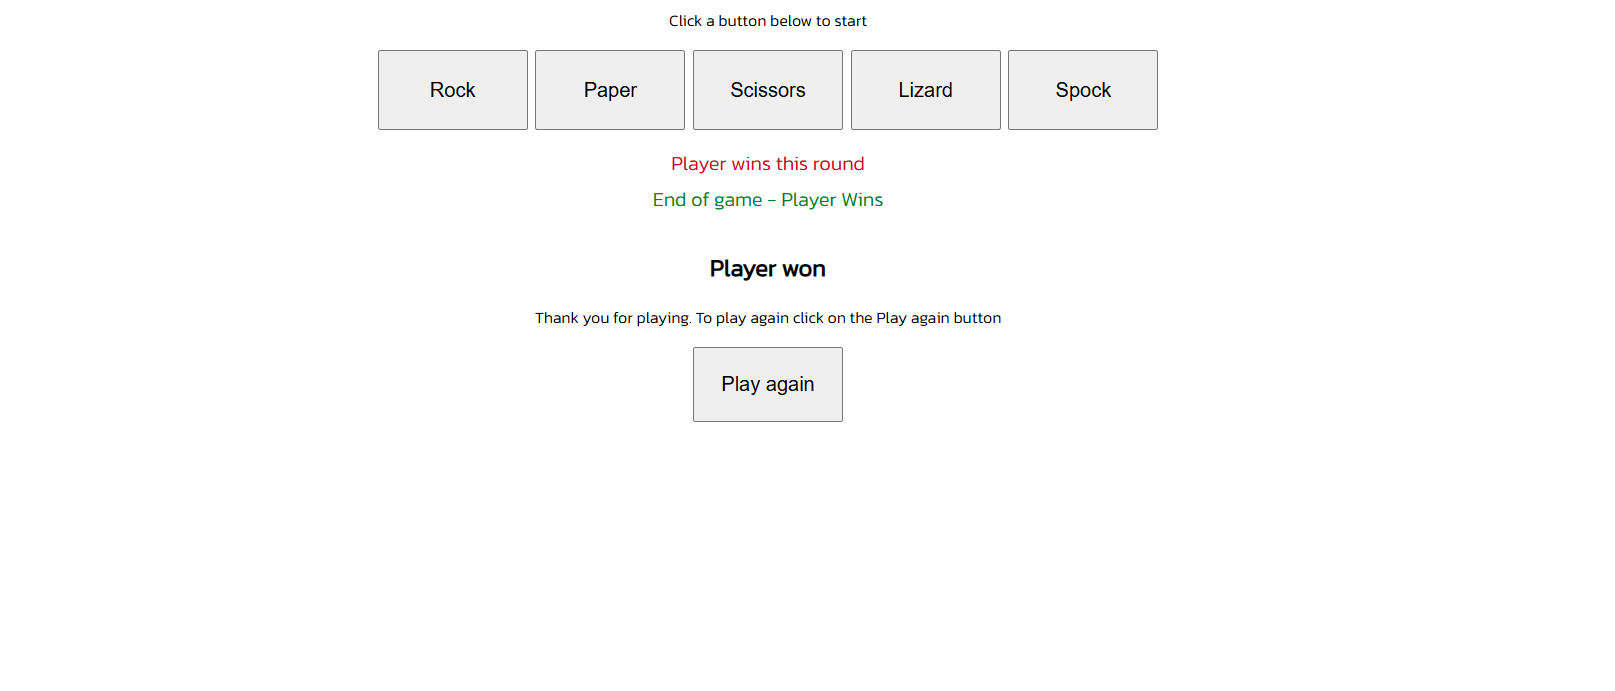 Click a button below to start
Rock Paper Scissors Lizard Spock
Player wins this round
End of game - Player Wins
Player won
Thank you for playing. To play again click on the Play again button
Play again